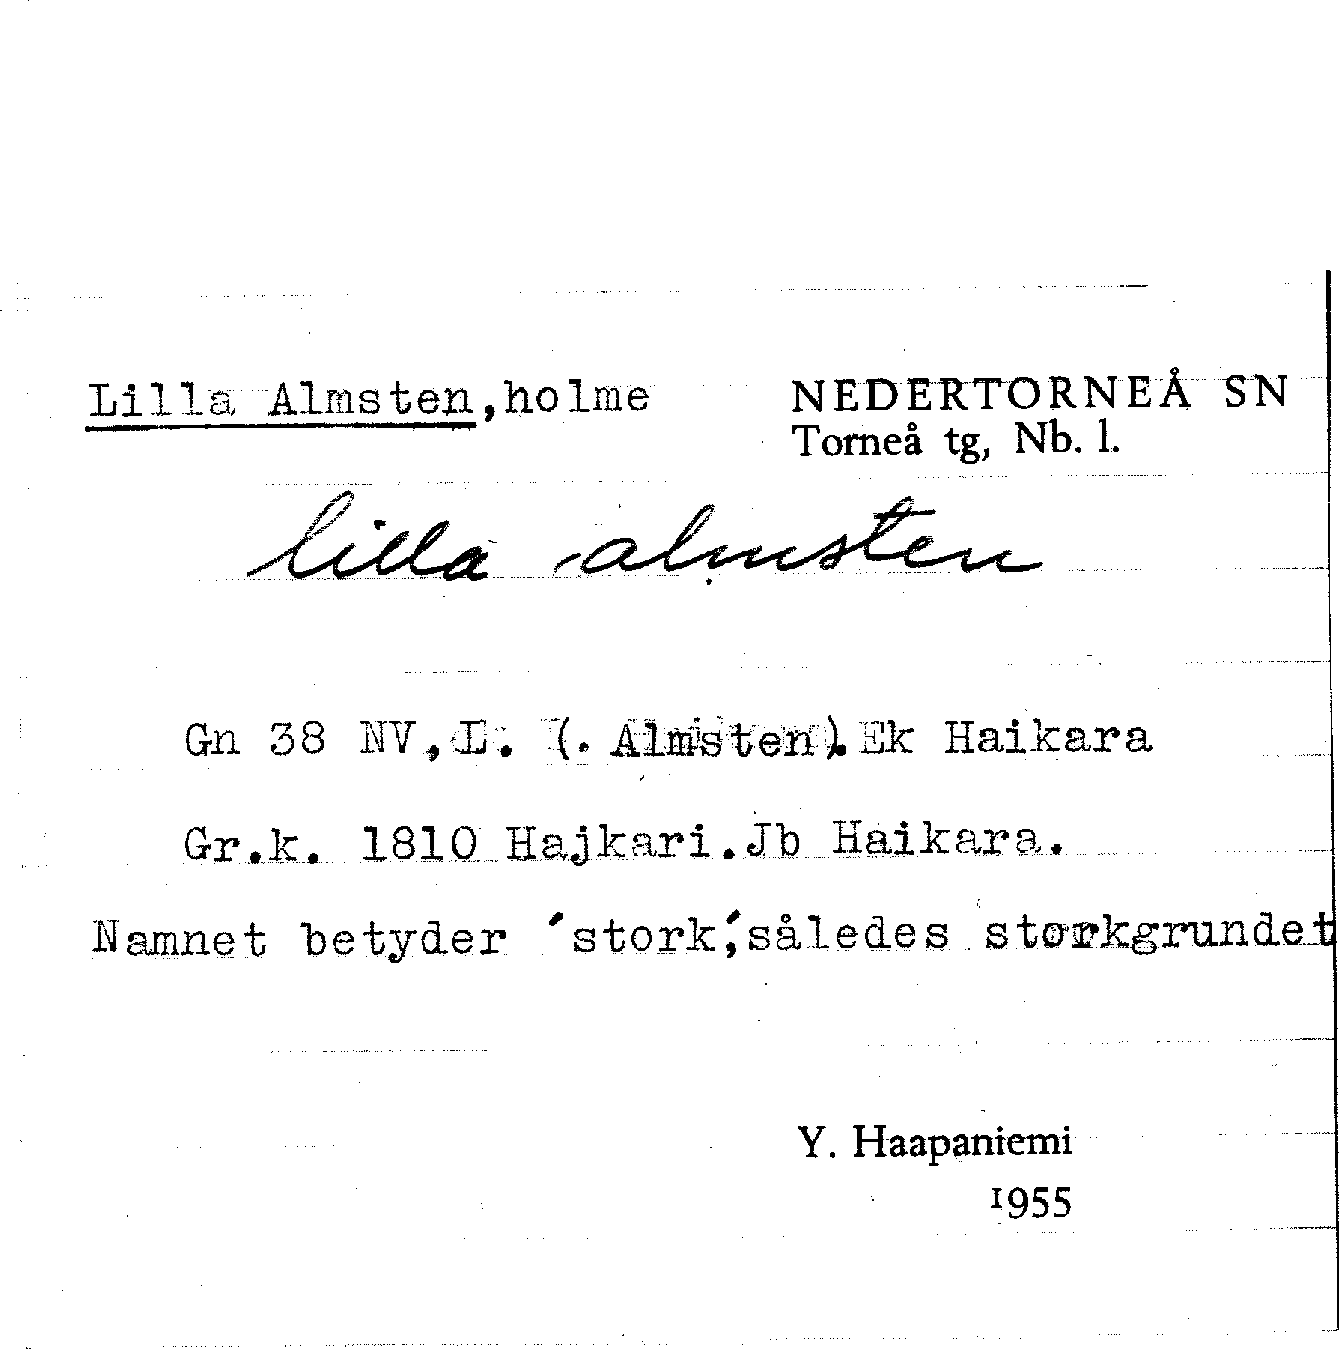 Lilla Almsten,holme NEDERTORNEÅ SN
Torneå tg, Nb. l.
lilla almsten
Gn 38 NV, L. (. Almsten). Ek Haikara
Gr.k. 1810 Hajkari. Jb Haikara.
Namnet betyder 'stork', således storkgrundet
Y. Haapaniemi
1955